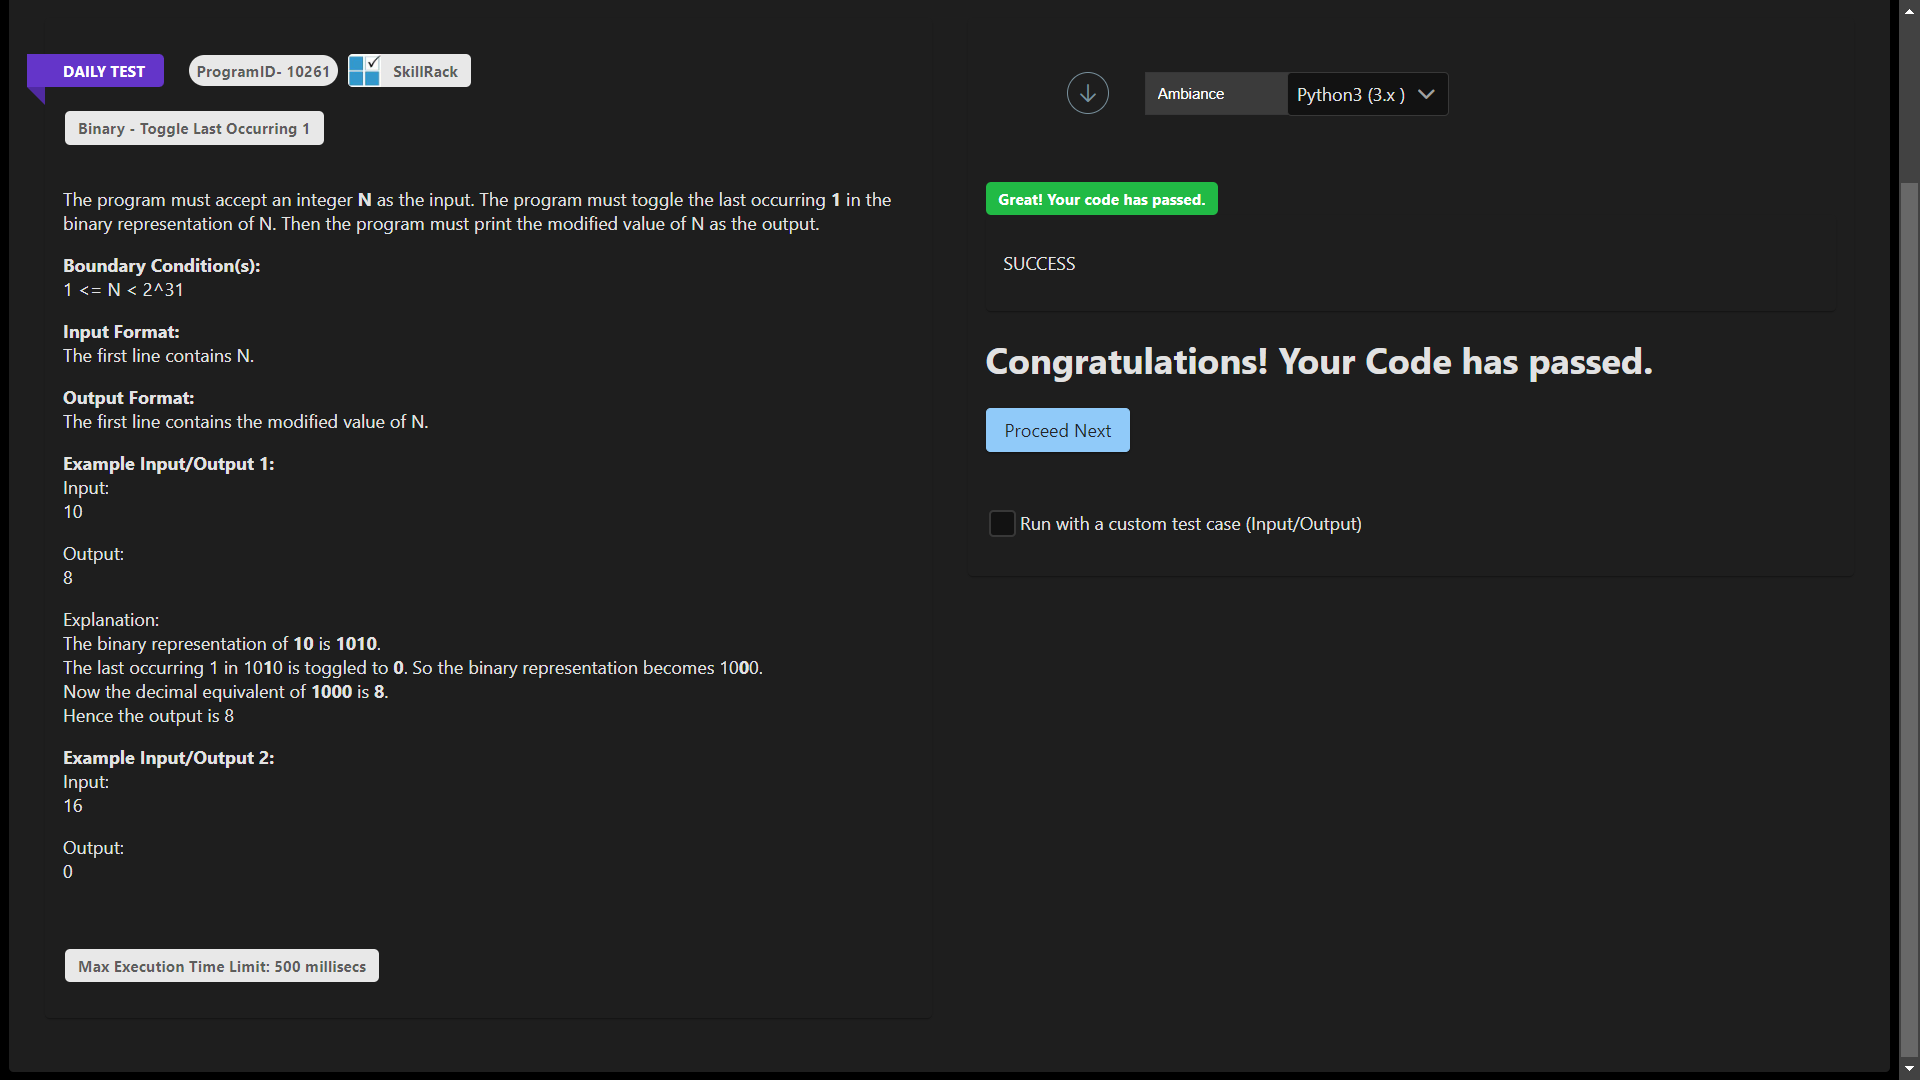 DAILY TEST
ProgramID- 10261
SkillRack
Binary - Toggle Last Occurring 1
The program must accept an integer N as the input. The program must toggle the last occurring 1 in the
binary representation of N. Then the program must print the modified value of N as the output.
Boundary Condition(s):
1 <= N < 2^31
Input Format:
The first line contains N.
Output Format:
The first line contains the modified value of N.
Example Input/Output 1:
Input:
10
Output:
8
Explanation:
The binary representation of 10 is 1010.
The last occurring 1 in 1010 is toggled to 0. So the binary representation becomes 1000.
Now the decimal equivalent of 1000 is 8.
Hence the output is 8
Example Input/Output 2:
Input:
16
Output:
0
Max Execution Time Limit: 500 millisecs
Ambiance
Python3 (3.x )
Great! Your code has passed.
SUCCESS
Congratulations! Your Code has passed.
Proceed Next
Run with a custom test case (Input/Output)